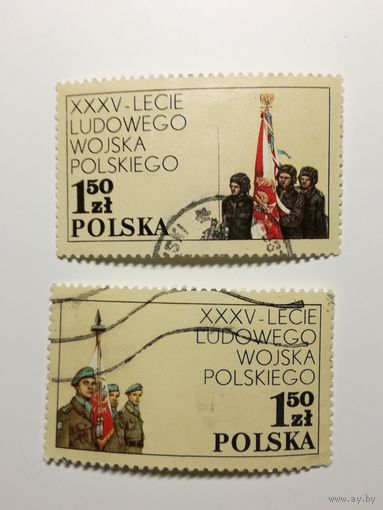 XXXV-LECIE
LUDOWEGO
WOJSKA
POLSKIEGO
1 50 zł
POLSKA
XXXV-LECIE
LUDOWEGO
WOJSKA
POLSKIEGO
1 50 zł
POLSKA
www.ay.by